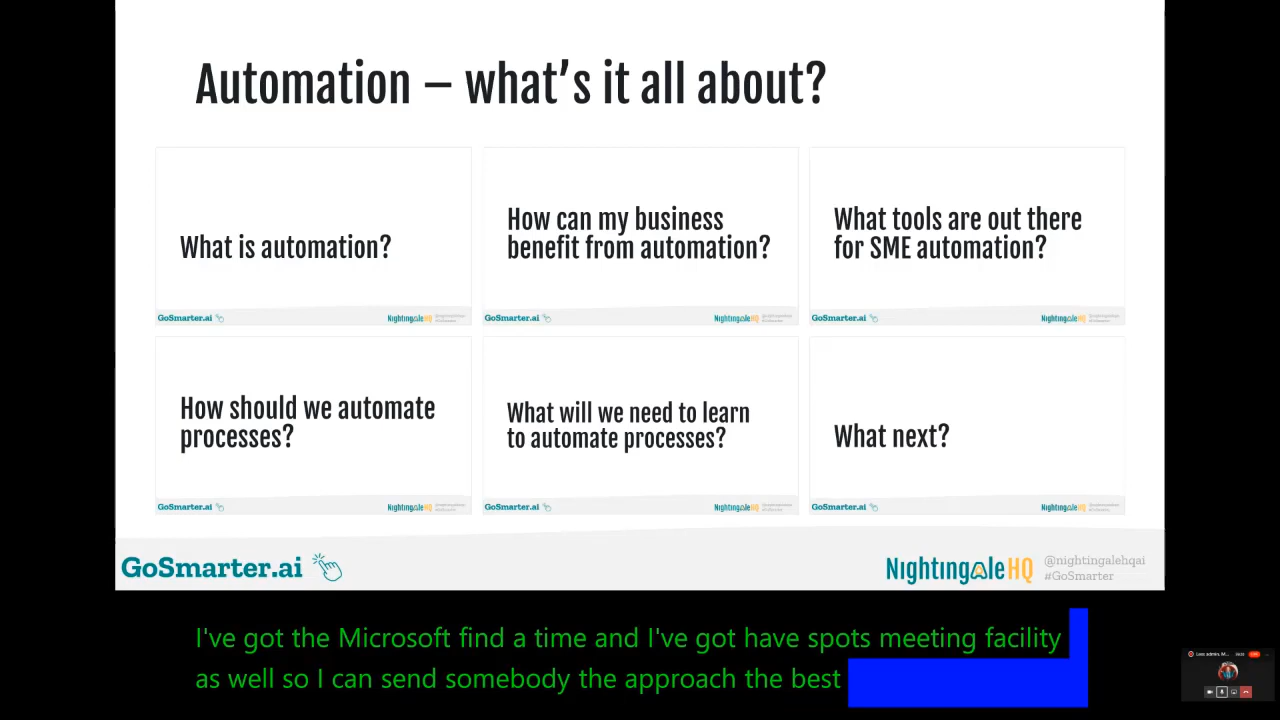 Automation – what's it all about?
What is automation?
GoSmarter.ai
NightingaleHQ
How can my business
benefit from automation?
GoSmarter.ai
NightingaleHQ
What tools are out there
for SME automation?
GoSmarter.ai
NightingaleHQ
How should we automate
processes?
GoSmarter.ai
NightingaleHQ
What will we need to learn
to automate processes?
GoSmarter.ai
NightingaleHQ
What next?
GoSmarter.ai
NightingaleHQ
GoSmarter.ai
NightingaleHQ
@nightingalehqai
#GoSmarter
I've got the Microsoft find a time and I've got have spots meeting facility
as well so I can send somebody the approach the best